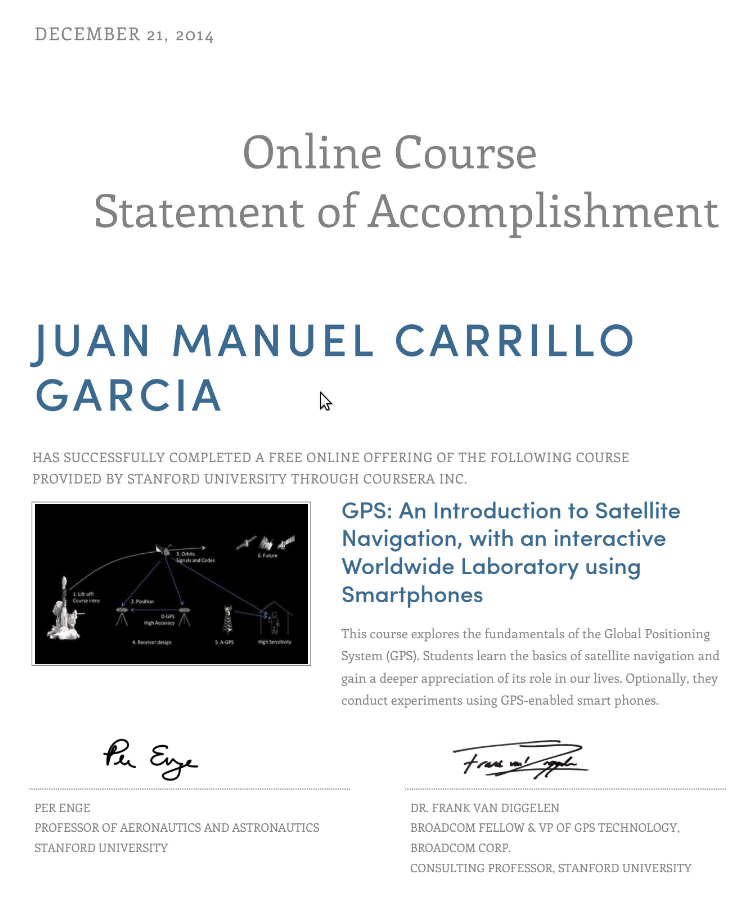 DECEMBER 21, 2014
Online Course
Statement of Accomplishment
JUAN MANUEL CARRILLO
GARCIA
HAS SUCCESSFULLY COMPLETED A FREE ONLINE OFFERING OF THE FOLLOWING COURSE
PROVIDED BY STANFORD UNIVERSITY THROUGH COURSERA INC.
3. Orbits
Signals and Codes
6. Future
1. Lift off!
Course intro
2. Position
D-GPS
High Accuracy
4. Receiver design
5. A-GPS
High Sensitivity
GPS: An Introduction to Satellite
Navigation, with an interactive
Worldwide Laboratory using
Smartphones
This course explores the fundamentals of the Global Positioning
System (GPS). Students learn the basics of satellite navigation and
gain a deeper appreciation of its role in our lives. Optionally, they
conduct experiments using GPS-enabled smart phones.
Per Enge
PER ENGE
PROFESSOR OF AERONAUTICS AND ASTRONAUTICS
STANFORD UNIVERSITY
Frank van Diggelen
DR. FRANK VAN DIGGELEN
BROADCOM FELLOW & VP OF GPS TECHNOLOGY,
BROADCOM CORP.
CONSULTING PROFESSOR, STANFORD UNIVERSITY